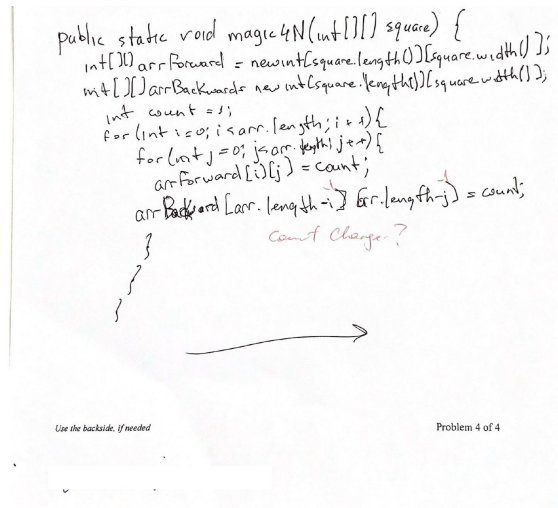 public static void magic4N(int[][] square) {
int[][] arrForward = new int[square.length()][square.width()];
int[][] arrBackwards new int[square.length()][square width()];
int count = 1;
for(int i=0; i<arr.length; i++){
for(int j=0; j<arr.length; j++){
arrForward[i][j] = count;
arrBackward[arr.length-i] [arr.length-j) = count;
Count Change?
}
}
}
Use the backside, if needed
Problem 4 of 4